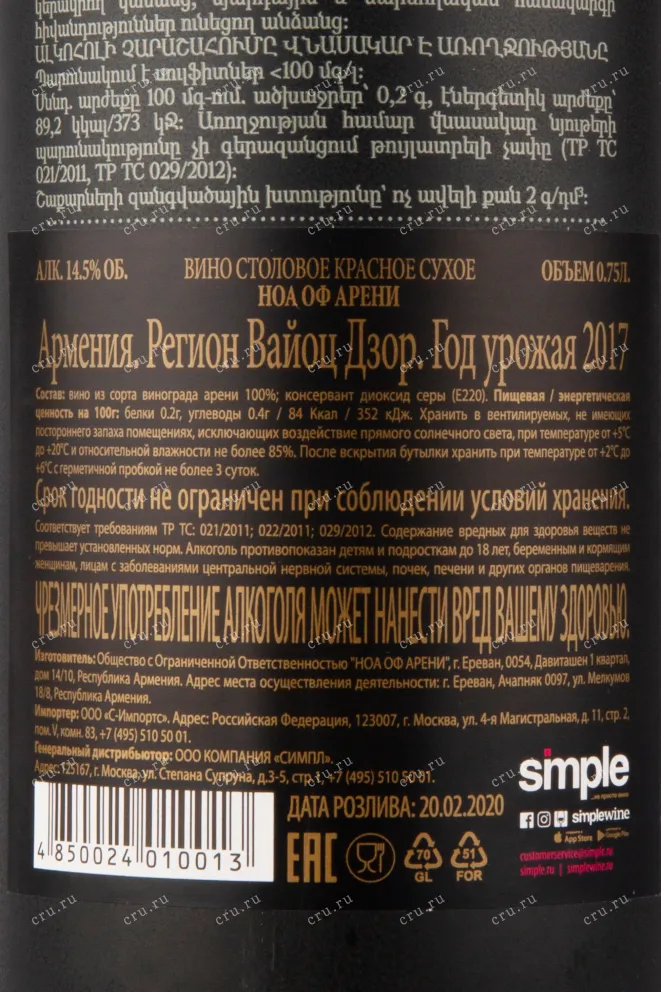 հիվանդություններ ունեցող անձանց:
ԱԼԿՈՀՈԼԻ ՉԱՐԱՇԱՀՈՒՄԸ ՎՆԱՍԱԿԱՐ Է ԱՌՈՂՋՈՒԹՅԱՆԸ
Պարունակում է սուլֆիտներ <100 մգ/լ:
Սննդ. արժեքը 100 մգ-ում. ածխաջրեր՝ 0,2 գ, էներգետիկ արժեքը՝
89,2 կկալ/373 կՋ: Առողջության համար վնասակար նյութերի
պարունակությունը չի գերազանցում թույլատրելի չափը (ТР ТС
021/2011, ТР ТС 029/2012):
Շաքարների զանգվածային խտությունը՝ ոչ ավելի քան 2 գ/դմ³:
АЛК. 14.5% ОБ. ВИНО СТОЛОВОЕ КРАСНОЕ СУХОЕ ОБЪЕМ 0.75Л.
НОА ОФ АРЕНИ
Армения, Регион Вайоц Дзор. Год урожая 2017
Состав: вино из сорта винограда арени 100%; консервант диоксид серы (Е220). Пищевая / энергетическая
ценность на 100г: белки 0.2г, углеводы 0.4г / 84 Ккал / 352 кДж. Хранить в вентилируемых, не имеющих
постороннего запаха помещениях, исключающих воздействие прямого солнечного света, при температуре от +5°С
до +20°С и относительной влажности не более 85%. После вскрытия бутылки хранить при температуре от +2°С до
+6°С с герметичной пробкой не более 3 суток.
Срок годности не ограничен при соблюдении условий хранения.
Соответствует требованиям ТР ТС: 021/2011; 022/2011; 029/2012. Содержание вредных для здоровья веществ не
превышает установленных норм. Алкоголь противопоказан детям и подросткам до 18 лет, беременным и кормящим
женщинам, лицам с заболеваниями центральной нервной системы, почек, печени и других органов пищеварения.
ЧРЕЗМЕРНОЕ УПОТРЕБЛЕНИЕ АЛКОГОЛЯ МОЖЕТ НАНЕСТИ ВРЕД ВАШЕМУ ЗДОРОВЬЮ.
Изготовитель: Общество с Ограниченной Ответственностью "НОА ОФ АРЕНИ", г. Ереван, 0054, Давиташен 1 квартал,
дом 14/10, Республика Армения. Адрес места осуществления деятельности: г. Ереван, Ачапняк 0097, ул. Мелкумов
18/8, Республика Армения.
Импортер: ООО «С-Импортс». Адрес: Российская Федерация, 123007, г. Москва, ул. 4-я Магистральная, д. 11, стр. 2,
пом. V, комн. 83, +7 (495) 510 50 01.
Генеральный дистрибьютор: ООО КОМПАНИЯ «СИМПЛ».
Адрес: 125167, г. Москва, ул. Степана Супруна, д.3-5, стр.1, +7 (495) 510 50 01.
simple
...не просто вино
simplewine
App Store Google Play
customerservice@simple.ru
simple.ru | simplewine.ru
ДАТА РОЗЛИВА: 20.02.2020
4 850024 010013
EAC 70 GL 51 FOR
cru.ru